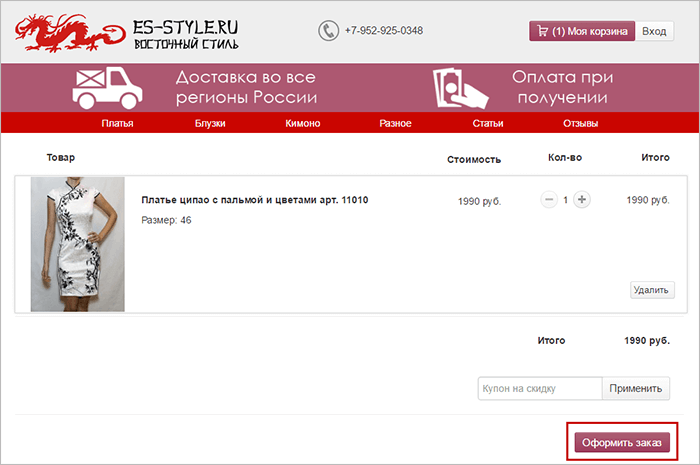 ES-STYLE.RU
ВОСТОЧНЫЙ СТИЛЬ
+7-952-925-0348
(1) Моя корзина
Вход
Доставка во все
регионы России
Оплата при
получении
Платья Блузки Кимоно Разное Статьи Отзывы
Товар Стоимость Кол-во Итого
Платье ципао с пальмой и цветами арт. 11010 1990 руб. 1 1990 руб.
Размер: 46
Удалить
Итого 1990 руб.
Купон на скидку Применить
Оформить заказ